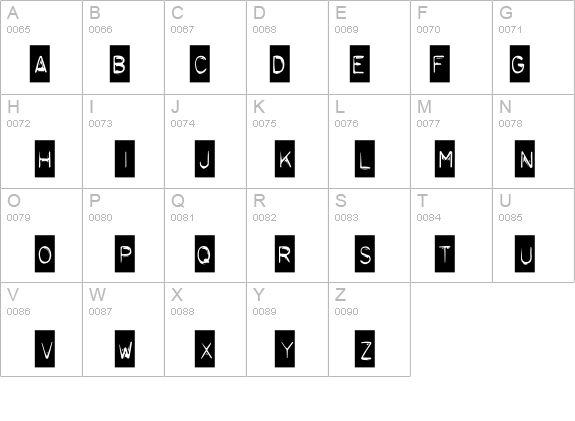 A B C D E F G
0065 0066 0067 0068 0069 0070 0071
A B C D E F G
H I J K L M N
0072 0073 0074 0075 0076 0077 0078
H I J K L M N
O P Q R S T U
0079 0080 0081 0082 0083 0084 0085
O P Q R S T U
V W X Y Z
0086 0087 0088 0089 0090
V W X Y Z